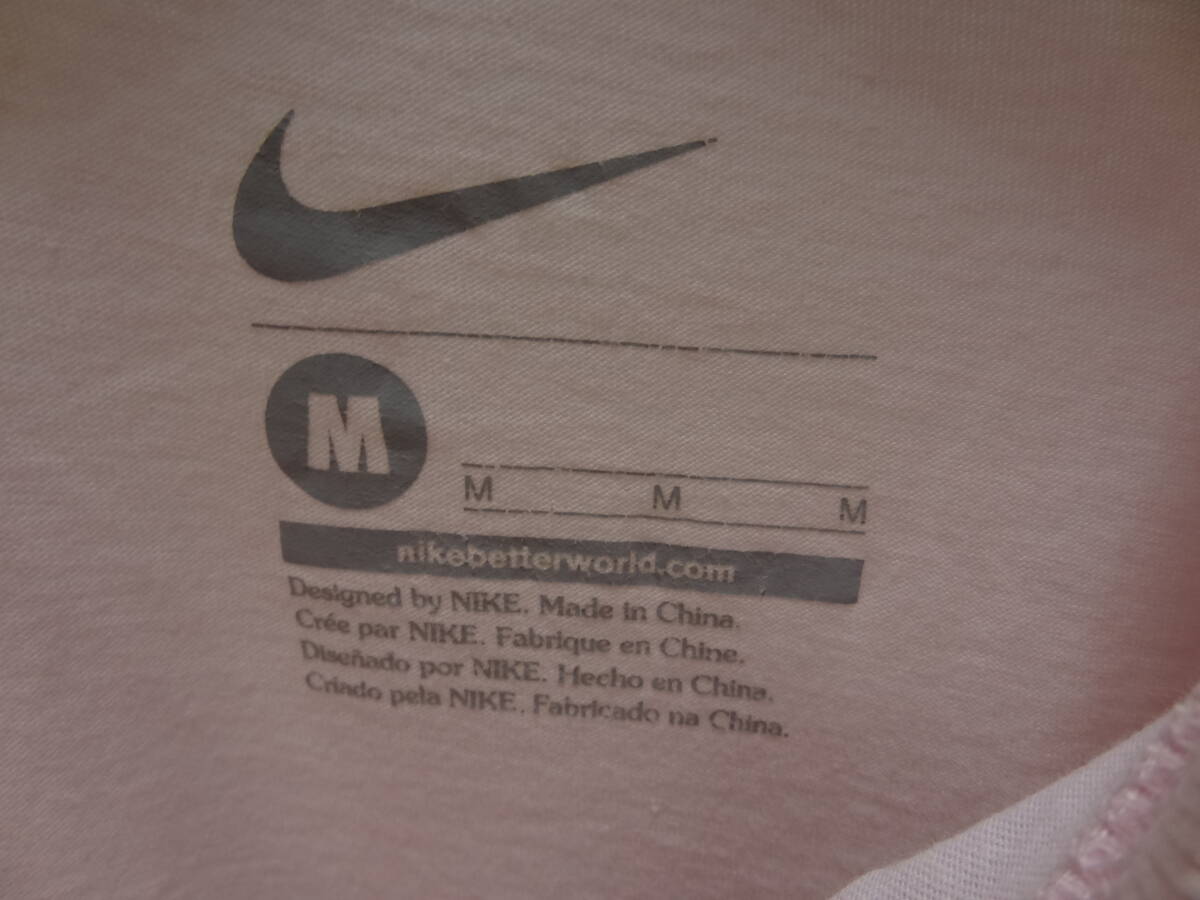 M
M M M
nikebetterworld.com
Designed by NIKE. Made in China.
Crée par NIKE. Fabrique en Chine.
Diseñado por NIKE. Hecho en China.
Criado pela NIKE. Fabricado na China.